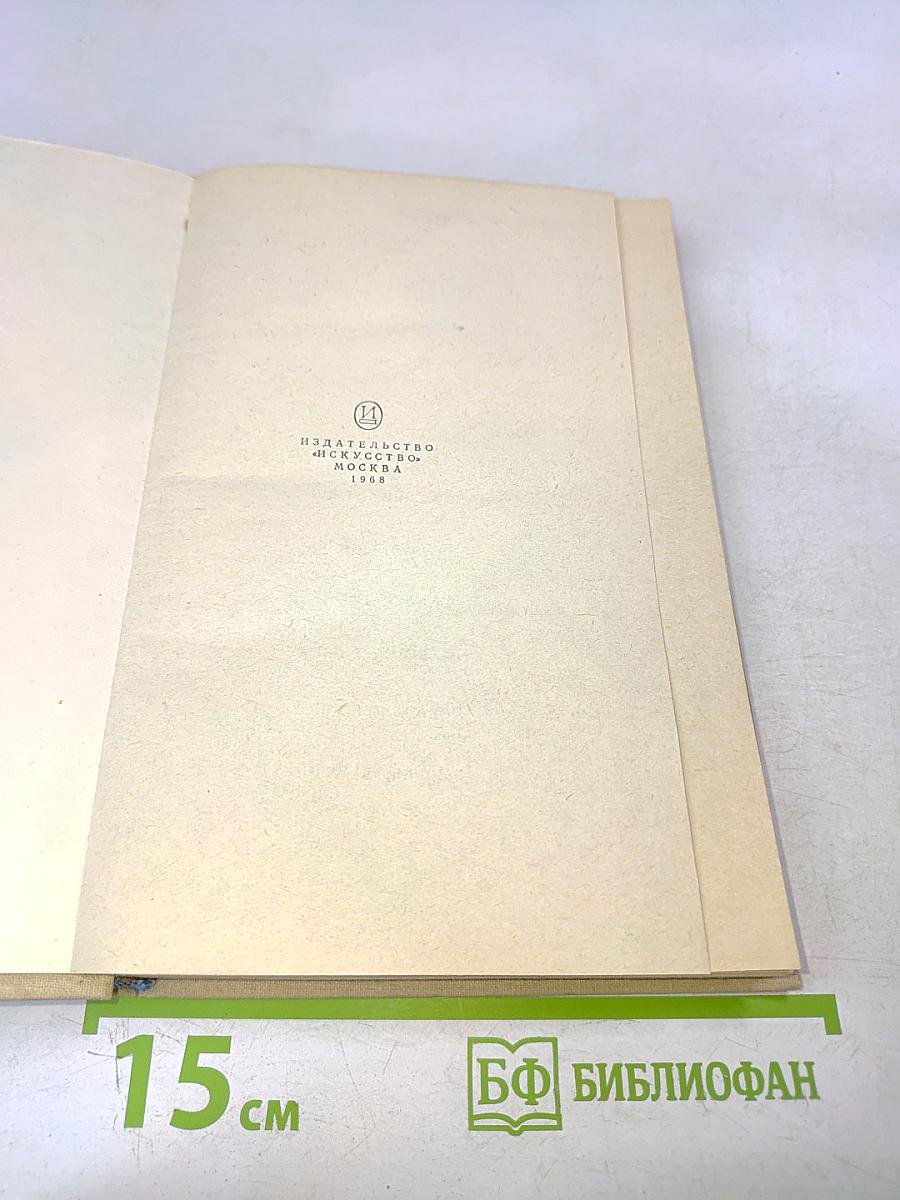 И
ИЗДАТЕЛЬСТВО
«ИСКУССТВО»
МОСКВА
1968
15 см
БФ БИБЛИОФАН